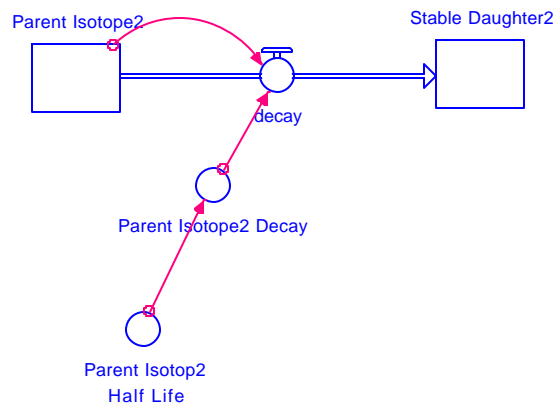 Parent Isotope2
Stable Daughter2
decay
Parent Isotope2 Decay
Parent Isotop2
Half Life